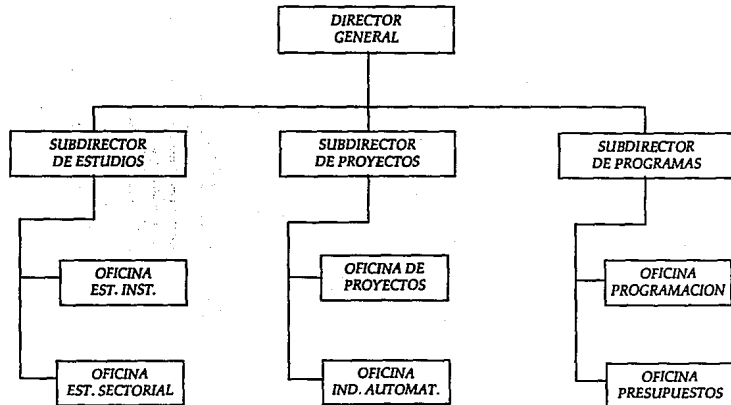 DIRECTOR
GENERAL
SUBDIRECTOR
DE ESTUDIOS
SUBDIRECTOR
DE PROYECTOS
SUBDIRECTOR
DE PROGRAMAS
OFICINA
EST. INST.
OFICINA DE
PROYECTOS
OFICINA
PROGRAMACION
OFICINA
EST. SECTORIAL
OFICINA
IND. AUTOMAT.
OFICINA
PRESUPUESTOS